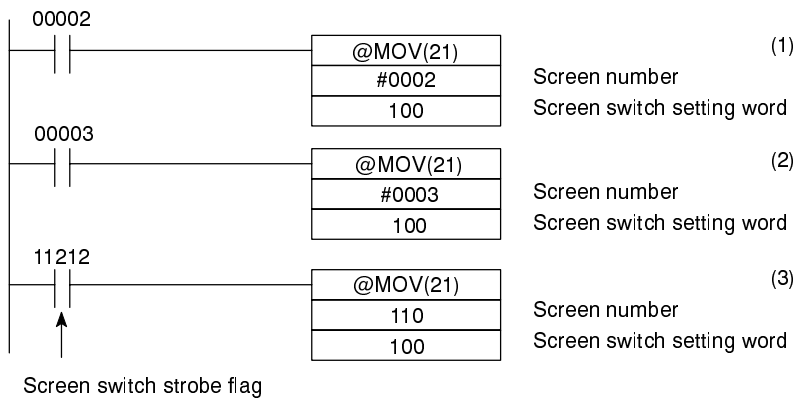 00002
@MOV(21) (1)
#0002 Screen number
100 Screen switch setting word
00003
@MOV(21) (2)
#0003 Screen number
100 Screen switch setting word
11212
@MOV(21) (3)
110 Screen number
100 Screen switch setting word
Screen switch strobe flag